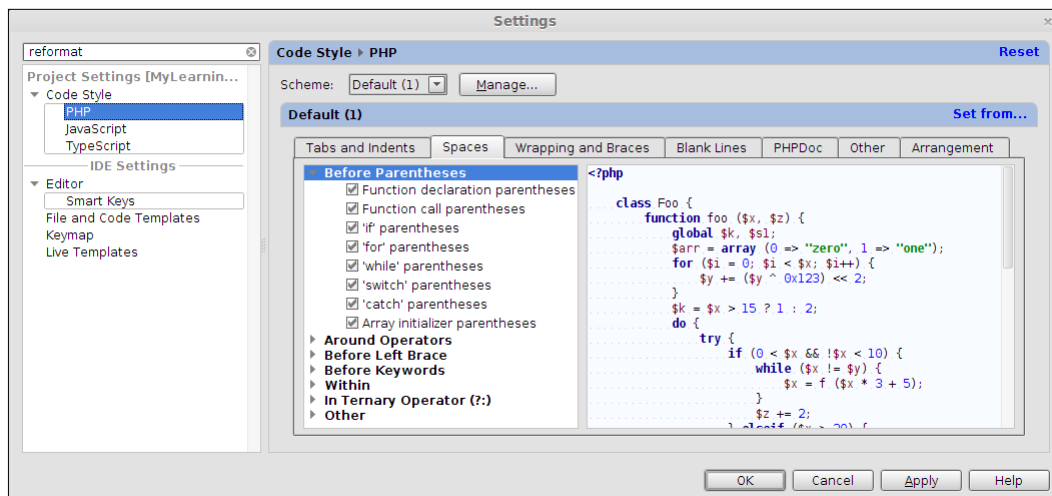 Settings
reformat
Project Settings [MyLearnin...
Code Style
PHP
JavaScript
TypeScript
IDE Settings
Editor
Smart Keys
File and Code Templates
Keymap
Live Templates
Code Style ▸ PHP
Reset
Scheme: Default (1) Manage...
Default (1)
Set from...
Tabs and Indents Spaces Wrapping and Braces Blank Lines PHPDoc Other Arrangement
Before Parentheses
Function declaration parentheses
Function call parentheses
'if' parentheses
'for' parentheses
'while' parentheses
'switch' parentheses
'catch' parentheses
Array initializer parentheses
Around Operators
Before Left Brace
Before Keywords
Within
In Ternary Operator (?:)
Other
<?php
class Foo {
function foo ($x, $z) {
global $k, $s1;
$arr = array (0 => "zero", 1 => "one");
for ($i = 0; $i < $x; $i++) {
$y += ($y ^ 0x123) << 2;
}
$k = $x > 15 ? 1 : 2;
do {
try {
if (0 < $x && !$x < 10) {
while ($x != $y) {
$x = f ($x * 3 + 5);
}
$z += 2;
} elseif ($x > 20) {
OK Cancel Apply Help